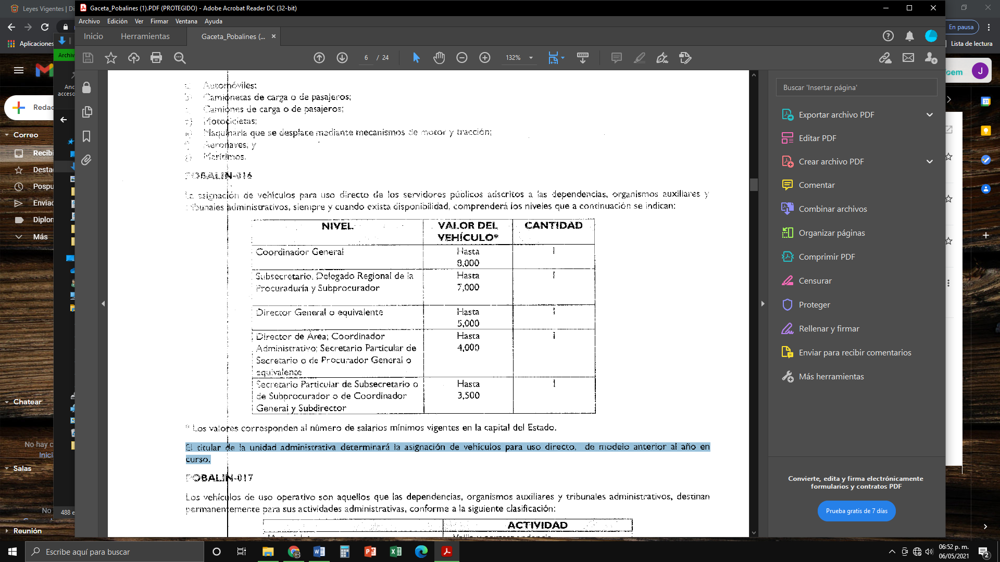 Leyes Vigentes | Di
Gaceta_Pobalines (1).PDF (PROTEGIDO) - Adobe Acrobat Reader DC (32-bit)
Archivo Edición Ver Firmar Ventana Ayuda
En pausa
Inicio Herramientas Gaceta_Pobalines (...
Aplicaciones
Lista de lectura
6 / 24
132%
J
Buscar 'Insertar página'
Exportar archivo PDF
Editar PDF
Crear archivo PDF
Comentar
Combinar archivos
Organizar páginas
Comprimir PDF
Censurar
Proteger
Rellenar y firmar
Enviar para recibir comentarios
Más herramientas
Convierte, edita y firma electrónicamente
formularios y contratos PDF
Prueba gratis de 7 días
Archiv
Anc
acceso
Redac
Correo
Recibi
Desta
Pospu
Enviad
Diplon
Más
Chatear
No hay c
Inici
Salas
No
Reunión
488 e
Automóviles;
Camionetas de carga o de pasajeros;
Camiones de carga o de pasajeros;
Motocicletas;
Maquinaria que se desplace mediante mecanismos de motor y tracción;
Aeronaves, y
Marítimos.
POBALIN-016
La asignación de vehículos para uso directo de los servidores públicos adscritos a las dependencias, organismos auxiliares y
tribunales administrativos, siempre y cuando exista disponibilidad, comprenderá los niveles que a continuación se indican:
NIVEL VALOR DEL VEHÍCULO* CANTIDAD
Coordinador General Hasta 8,000 1
Subsecretario, Delegado Regional de la Procuraduría y Subprocurador Hasta 7,000 1
Director General o equivalente Hasta 5,000 1
Director de Área; Coordinador Administrativo; Secretario Particular de Secretario o de Procurador General o equivalente Hasta 4,000 1
Secretario Particular de Subsecretario o de Subprocurador o de Coordinador General y Subdirector Hasta 3,500 1
* Los valores corresponden al número de salarios mínimos vigentes en la capital del Estado.
El titular de la unidad administrativa determinará la asignación de vehículos para uso directo, de modelo anterior al año en
curso.
POBALIN-017
Los vehículos de uso operativo son aquellos que las dependencias, organismos auxiliares y tribunales administrativos, destinan
permanentemente para sus actividades administrativas, conforme a la siguiente clasificación:
ACTIVIDAD
Escribe aquí para buscar
06:52 p. m.
06/05/2021
2